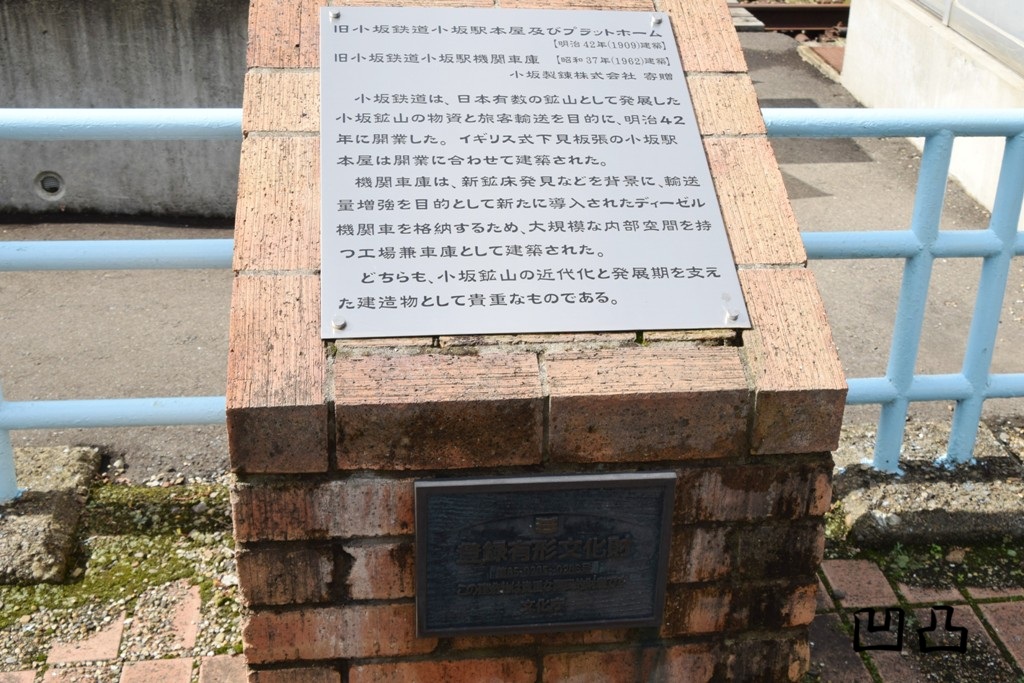 旧小坂鉄道小坂駅本屋及びプラットホーム
【明治42年(1909)建築】
旧小坂鉄道小坂駅機関車庫 【昭和37年(1962)建築】
小坂製錬株式会社 寄贈
小坂鉄道は、日本有数の鉱山として発展した
小坂鉱山の物資と旅客輸送を目的に、明治42
年に開業した。イギリス式下見板張の小坂駅
本屋は開業に合わせて建築された。
機関車庫は、新鉱床発見などを背景に、輸送
量増強を目的として新たに導入されたディーゼル
機関車を格納するため、大規模な内部空間を持
つ工場兼車庫として建築された。
どちらも、小坂鉱山の近代化と発展期を支え
た建造物として貴重なものである。
登録有形文化財
文化庁
凹凸